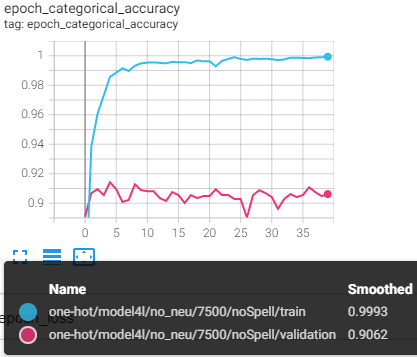 epoch_categorical_accuracy
tag: epoch_categorical_accuracy
1
0.98
0.96
0.94
0.92
0.9
0 5 10 15 20 25 30 35
epoch_loss
Name Smoothed
one-hot/model4l/no_neu/7500/noSpell/train 0.9993
one-hot/model4l/no_neu/7500/noSpell/validation 0.9062